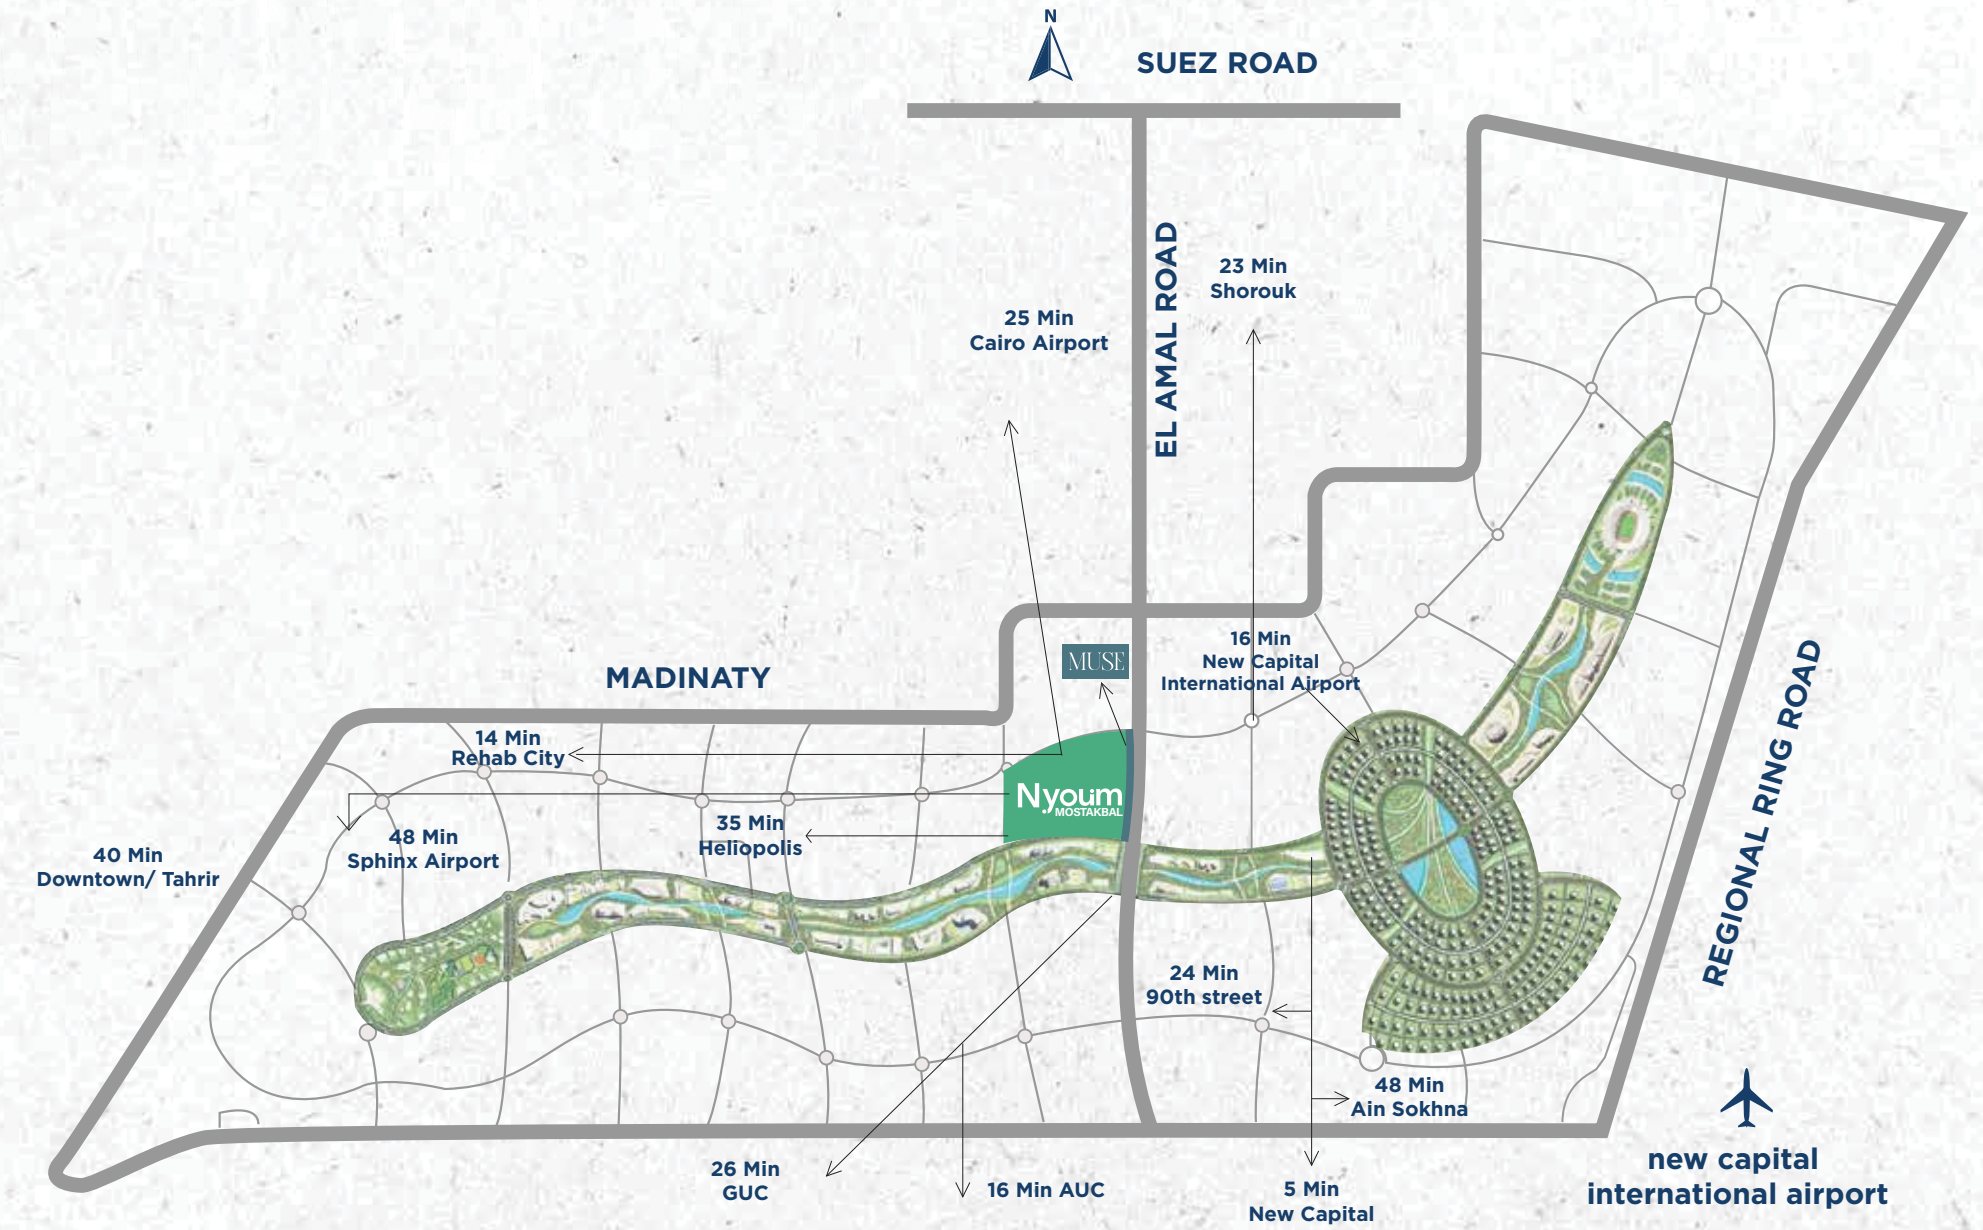 N
SUEZ ROAD
EL AMAL ROAD
23 Min
Shorouk
25 Min
Cairo Airport
16 Min
New Capital
International Airport
MUSE
MADINATY
14 Min
Rehab City
Nyoum
MOSTAKBAL
35 Min
Heliopolis
48 Min
Sphinx Airport
40 Min
Downtown/ Tahrir
REGIONAL RING ROAD
24 Min
90th street
48 Min
Ain Sokhna
26 Min
GUC
16 Min AUC
5 Min
New Capital
new capital
international airport